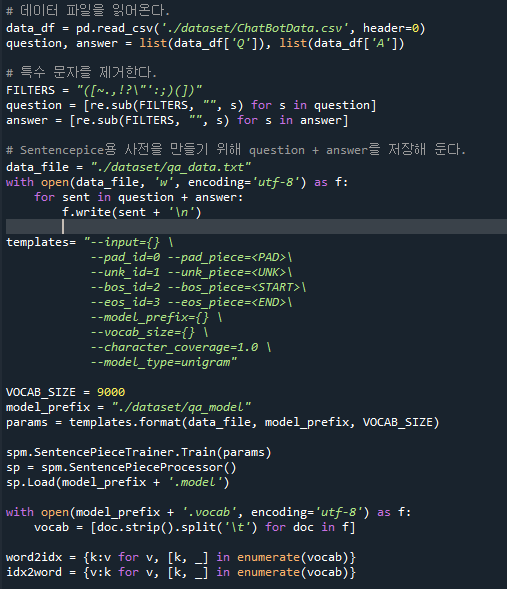 # 데이터 파일을 읽어온다.
data_df = pd.read_csv('./dataset/ChatBotData.csv', header=0)
question, answer = list(data_df['Q']), list(data_df['A'])

# 특수 문자를 제거한다.
FILTERS = "([~.,!?\"':;)(])"
question = [re.sub(FILTERS, "", s) for s in question]
answer = [re.sub(FILTERS, "", s) for s in answer]

# Sentencepice용 사전을 만들기 위해 question + answer를 저장해 둔다.
data_file = "./dataset/qa_data.txt"
with open(data_file, 'w', encoding='utf-8') as f:
    for sent in question + answer:
        f.write(sent + '\n')

templates= "--input={} \
            --pad_id=0 --pad_piece=<PAD>\
            --unk_id=1 --unk_piece=<UNK>\
            --bos_id=2 --bos_piece=<START>\
            --eos_id=3 --eos_piece=<END>\
            --model_prefix={} \
            --vocab_size={} \
            --character_coverage=1.0 \
            --model_type=unigram"

VOCAB_SIZE = 9000
model_prefix = "./dataset/qa_model"
params = templates.format(data_file, model_prefix, VOCAB_SIZE)

spm.SentencePieceTrainer.Train(params)
sp = spm.SentencePieceProcessor()
sp.Load(model_prefix + '.model')

with open(model_prefix + '.vocab', encoding='utf-8') as f:
    vocab = [doc.strip().split('\t') for doc in f]

word2idx = {k:v for v, [k, _] in enumerate(vocab)}
idx2word = {v:k for v, [k, _] in enumerate(vocab)}